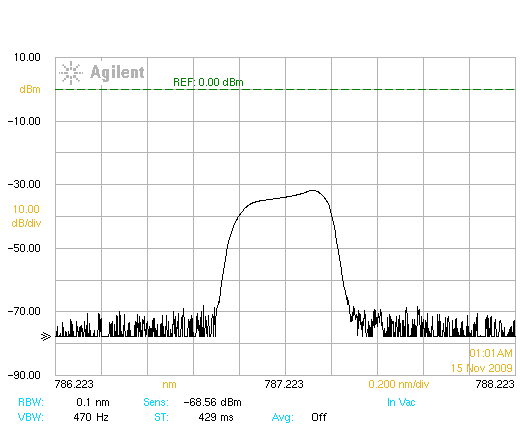 10.00
Agilent
dBm
REF: 0.00 dBm
-10.00
-30.00
10.00
dB/div
-50.00
-70.00
01:01AM
15 Nov 2009
-90.00
786.223 nm 787.223 0.200 nm/div 788.223
RBW: 0.1 nm Sens: -68.56 dBm In Vac
VBW: 470 Hz ST: 429 ms Avg: Off